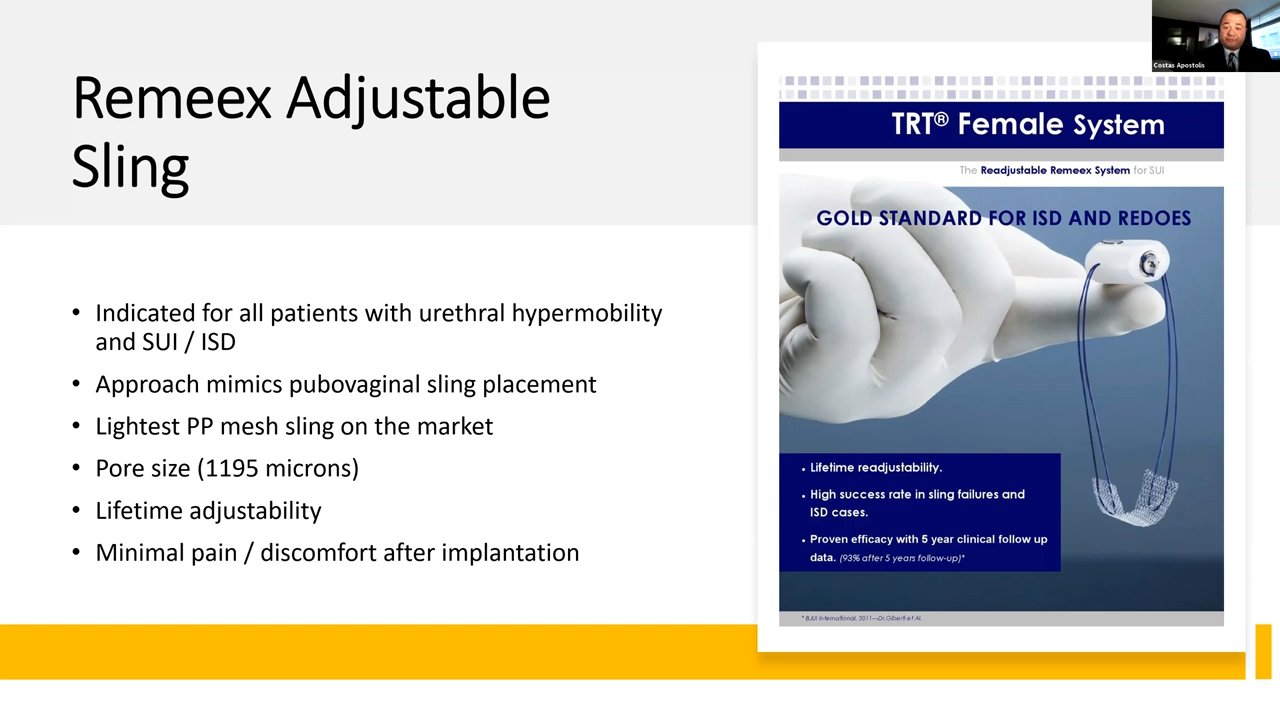 Remeex Adjustable
Sling
• Indicated for all patients with urethral hypermobility
and SUI / ISD
• Approach mimics pubovaginal sling placement
• Lightest PP mesh sling on the market
• Pore size (1195 microns)
• Lifetime adjustability
• Minimal pain / discomfort after implantation
Costas Apostolis
TRT® Female System
The Readjustable Remeex System for SUI
GOLD STANDARD FOR ISD AND REDOES
• Lifetime readjustability.
• High success rate in sling failures and
ISD cases.
• Proven efficacy with 5 year clinical follow up
data. (93% after 5 years follow-up)*
* BJUI International. 2011—Dr.Giberti et Al.